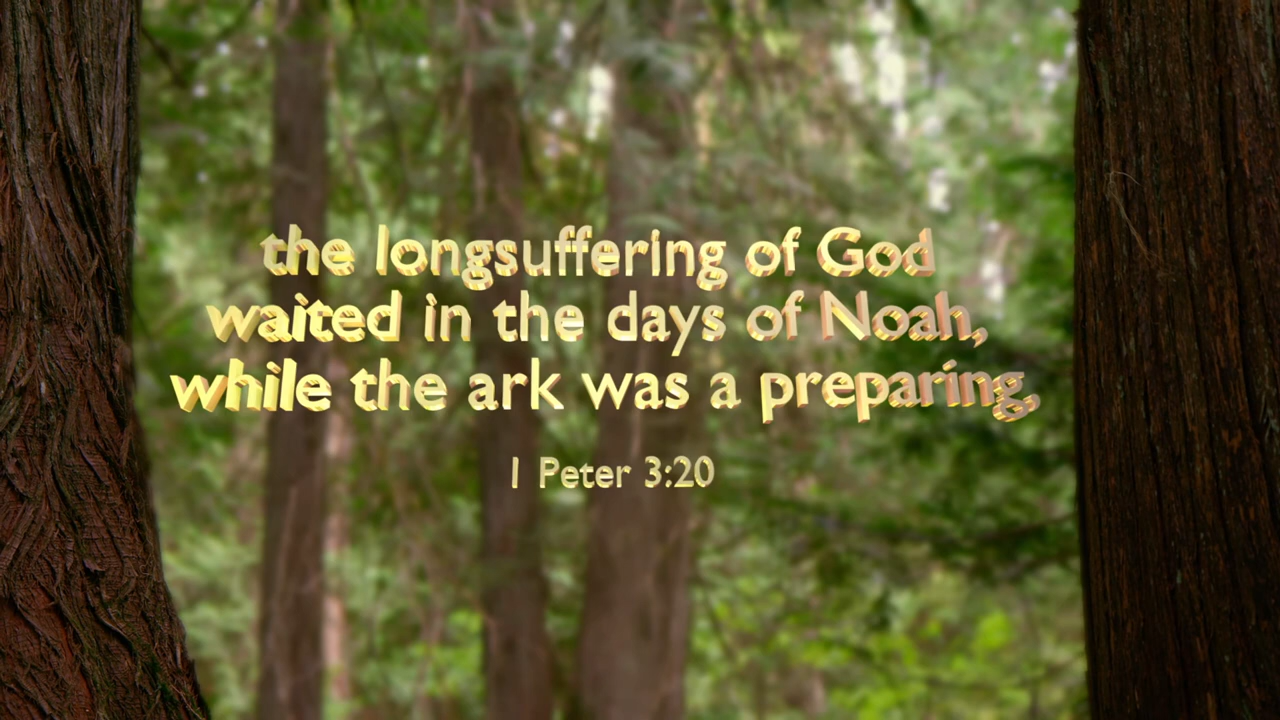 the longsuffering of God
waited in the days of Noah,
while the ark was a preparing,
1 Peter 3:20